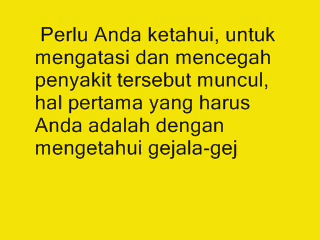 Perlu Anda ketahui, untuk
mengatasi dan mencegah
penyakit tersebut muncul,
hal pertama yang harus
Anda adalah dengan
mengetahui gejala-gej